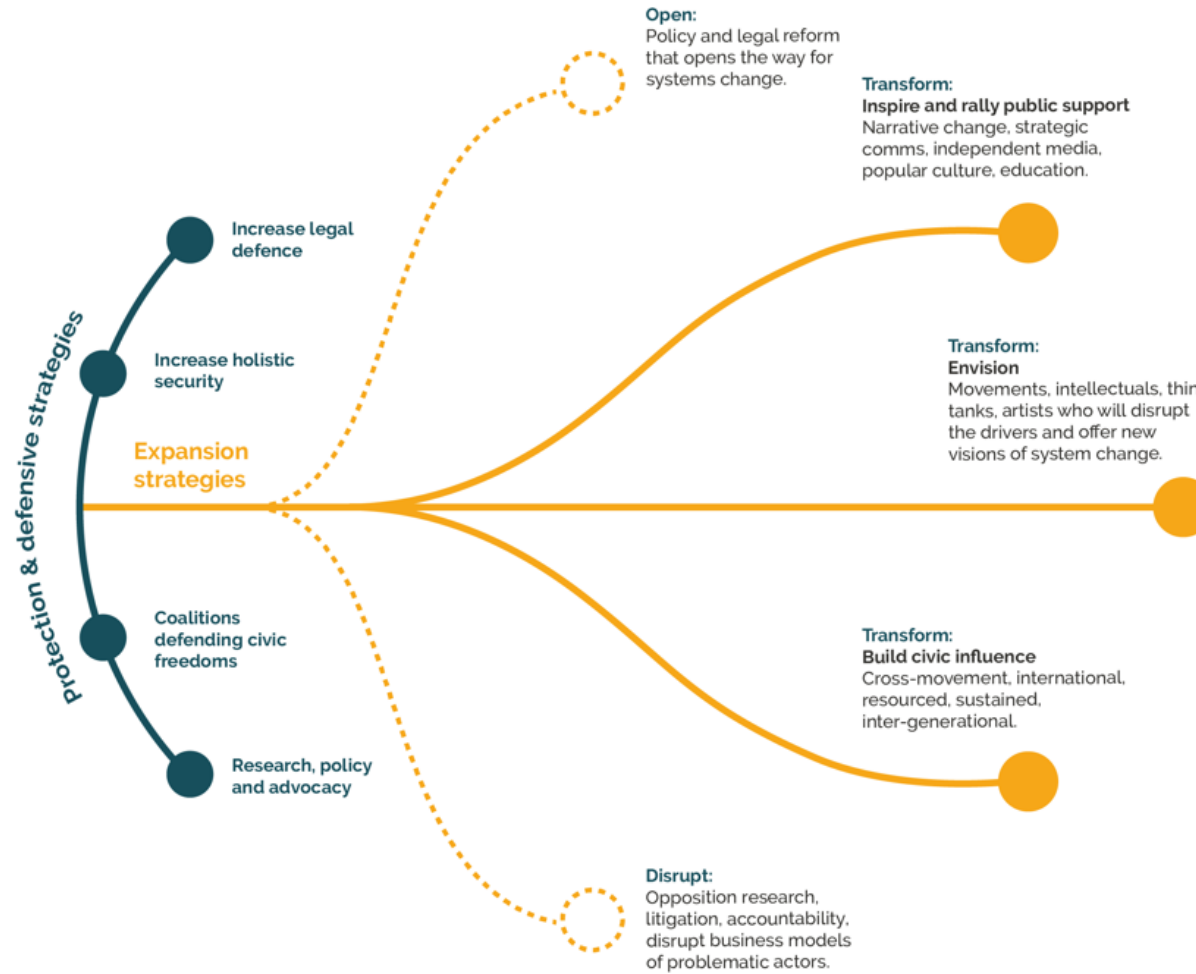 Protection & defensive strategies
Increase legal
defence
Increase holistic
security
Coalitions
defending civic
freedoms
Research, policy
and advocacy
Expansion
strategies
Open:
Policy and legal reform
that opens the way for
systems change.
Transform:
Inspire and rally public support
Narrative change, strategic
comms, independent media,
popular culture, education.
Transform:
Envision
Movements, intellectuals, thin
tanks, artists who will disrupt
the drivers and offer new
visions of system change.
Transform:
Build civic influence
Cross-movement, international,
resourced, sustained,
inter-generational.
Disrupt:
Opposition research,
litigation, accountability,
disrupt business models
of problematic actors.